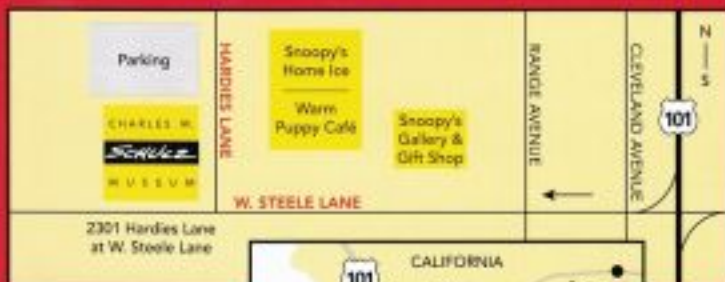 Parking
CHARLES M.
SCHULZ
MUSEUM
HARDIES LANE
Snoopy's
Home Ice
Warm
Puppy Café
Snoopy's
Gallery &
Gift Shop
RANGE AVENUE
CLEVELAND AVENUE
101
N
S
W. STEELE LANE
2301 Hardies Lane
at W. Steele Lane
101
CALIFORNIA